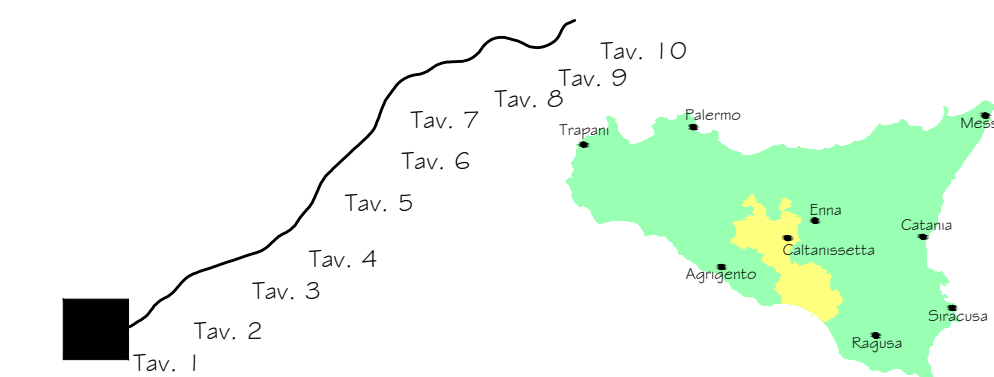 Tav. 10
Tav. 9
Tav. 8
Tav. 7
Tav. 6
Tav. 5
Tav. 4
Tav. 3
Tav. 2
Tav. 1
Palermo
Trapani
Mess
Enna
Catania
Caltanissetta
Agrigento
Siracusa
Ragusa